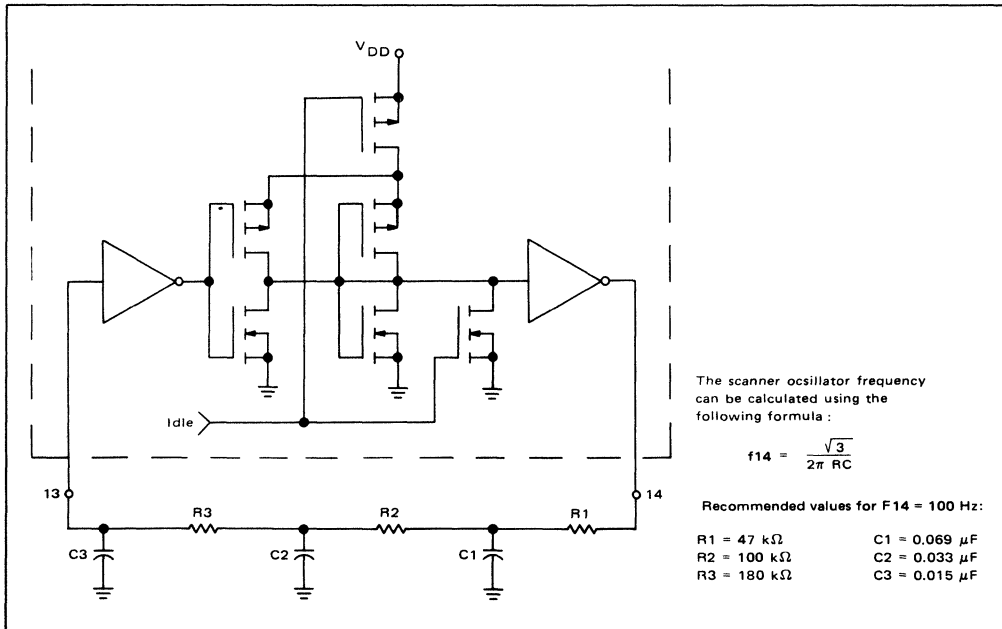 V DD
Idle
13
14
R3
R2
R1
C3
C2
C1
The scanner ocsillator frequency
can be calculated using the
following formula :
f14 = √3 / 2π RC
Recommended values for F14 = 100 Hz:
R1 = 47 kΩ C1 = 0.069 μF
R2 = 100 kΩ C2 = 0.033 μF
R3 = 180 kΩ C3 = 0.015 μF